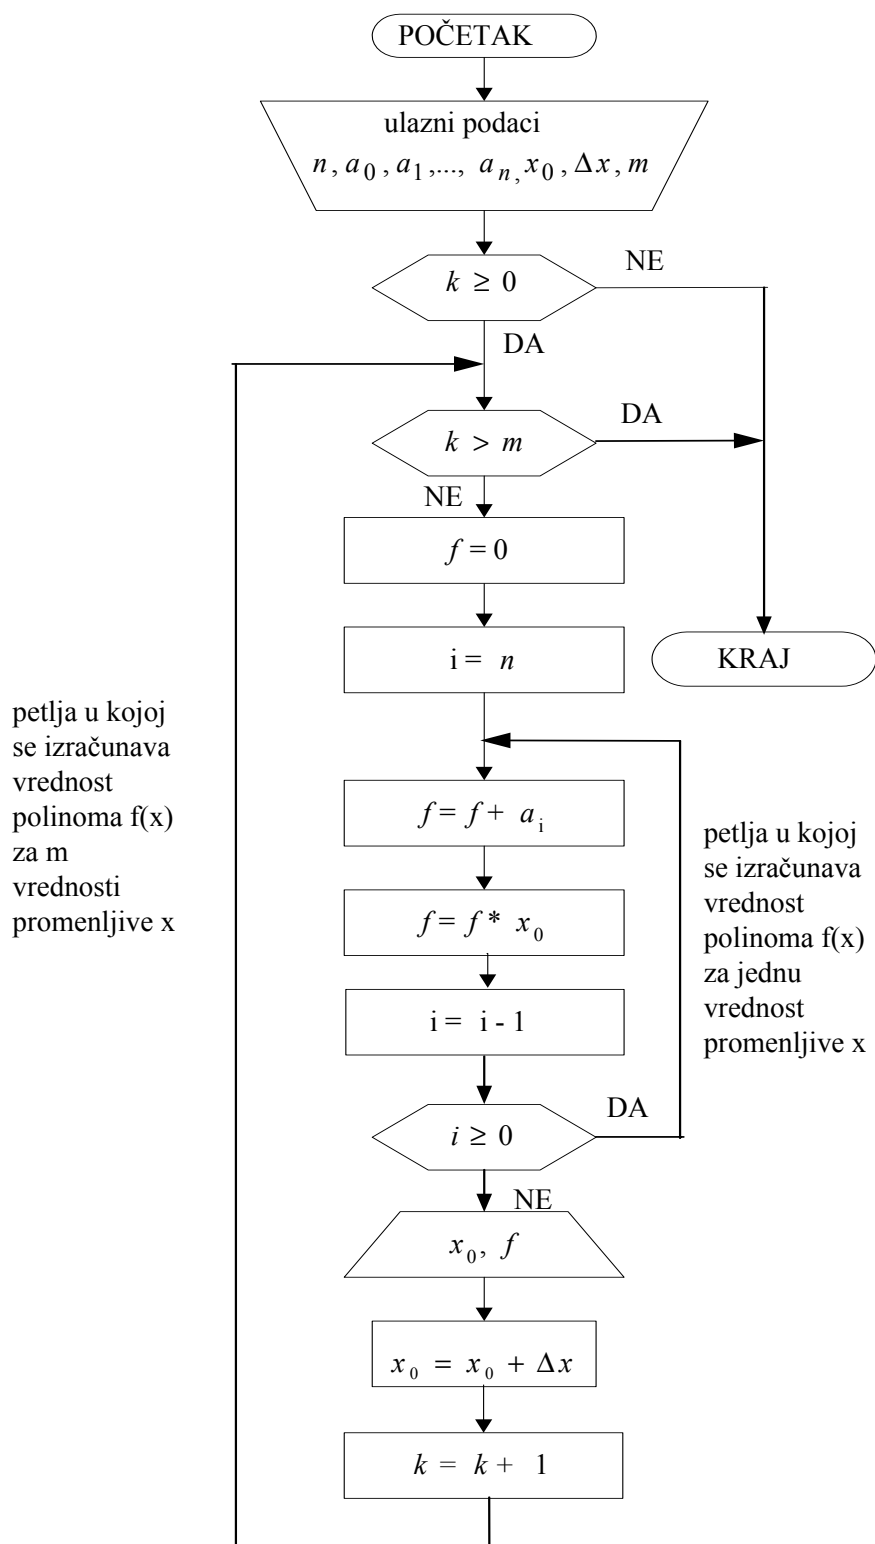 POČETAK
ulazni podaci
n, a₀, a₁,..., aₙ, x₀, Δx, m
k ≥ 0
NE
DA
k > m
DA
NE
f = 0
i = n
KRAJ
petlja u kojoj
se izračunava
vrednost
polinoma f(x)
za m
vrednosti
promenljive x
f = f + aᵢ
f = f * x₀
i = i - 1
petlja u kojoj
se izračunava
vrednost
polinoma f(x)
za jednu
vrednost
promenljive x
i ≥ 0
DA
NE
x₀, f
x₀ = x₀ + Δx
k = k + 1